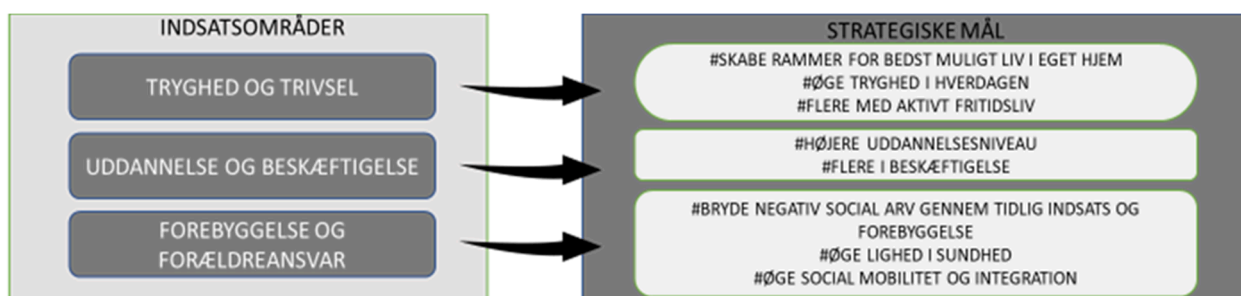 INDSATSOMRÅDER
TRYGHED OG TRIVSEL
UDDANNELSE OG BESKÆFTIGELSE
FOREBYGGELSE OG
FORÆLDREANSVAR
STRATEGISKE MÅL
#SKABE RAMMER FOR BEDST MULIGT LIV I EGET HJEM
#ØGE TRYGHED I HVERDAGEN
#FLERE MED AKTIVT FRITIDSLIV
#HØJERE UDDANNELSESNIVEAU
#FLERE I BESKÆFTIGELSE
#BRYDE NEGATIV SOCIAL ARV GENNEM TIDLIG INDSATS OG
FOREBYGGELSE
#ØGE LIGHED I SUNDHED
#ØGE SOCIAL MOBILITET OG INTEGRATION